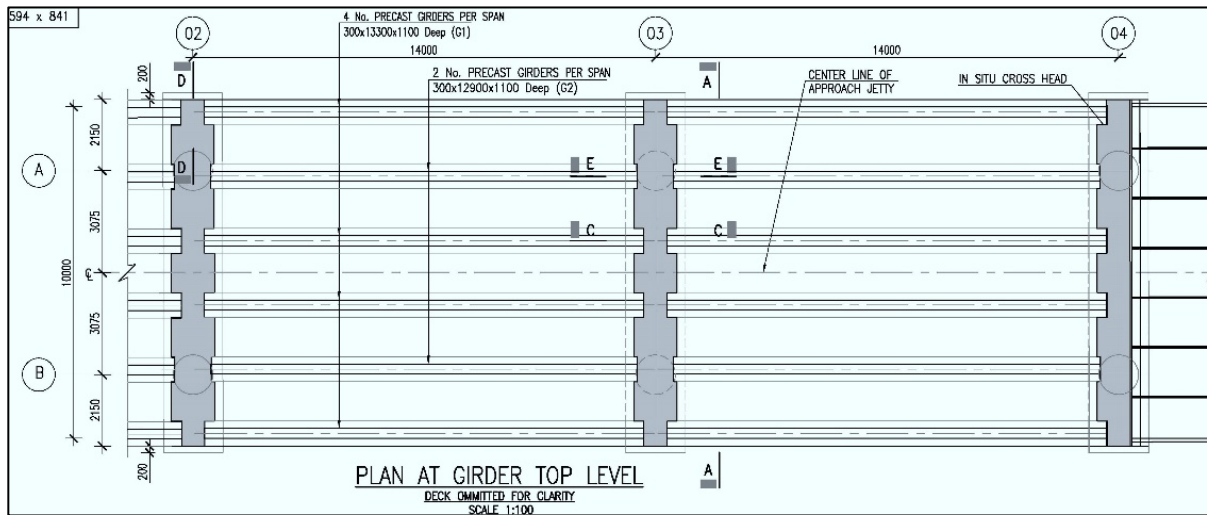 594 x 841
4 No. PRECAST GIRDERS PER SPAN
300x13300x1100 Deep (G1)
02
03
04
14000
14000
2 No. PRECAST GIRDERS PER SPAN
300x12900x1100 Deep (G2)
CENTER LINE OF
APPROACH JETTY
IN SITU CROSS HEAD
200
D
A
2150
A
D
E
E
3075
C
C
10000
3075
B
2150
200
A
PLAN AT GIRDER TOP LEVEL
DECK OMMITTED FOR CLARITY
SCALE 1:100